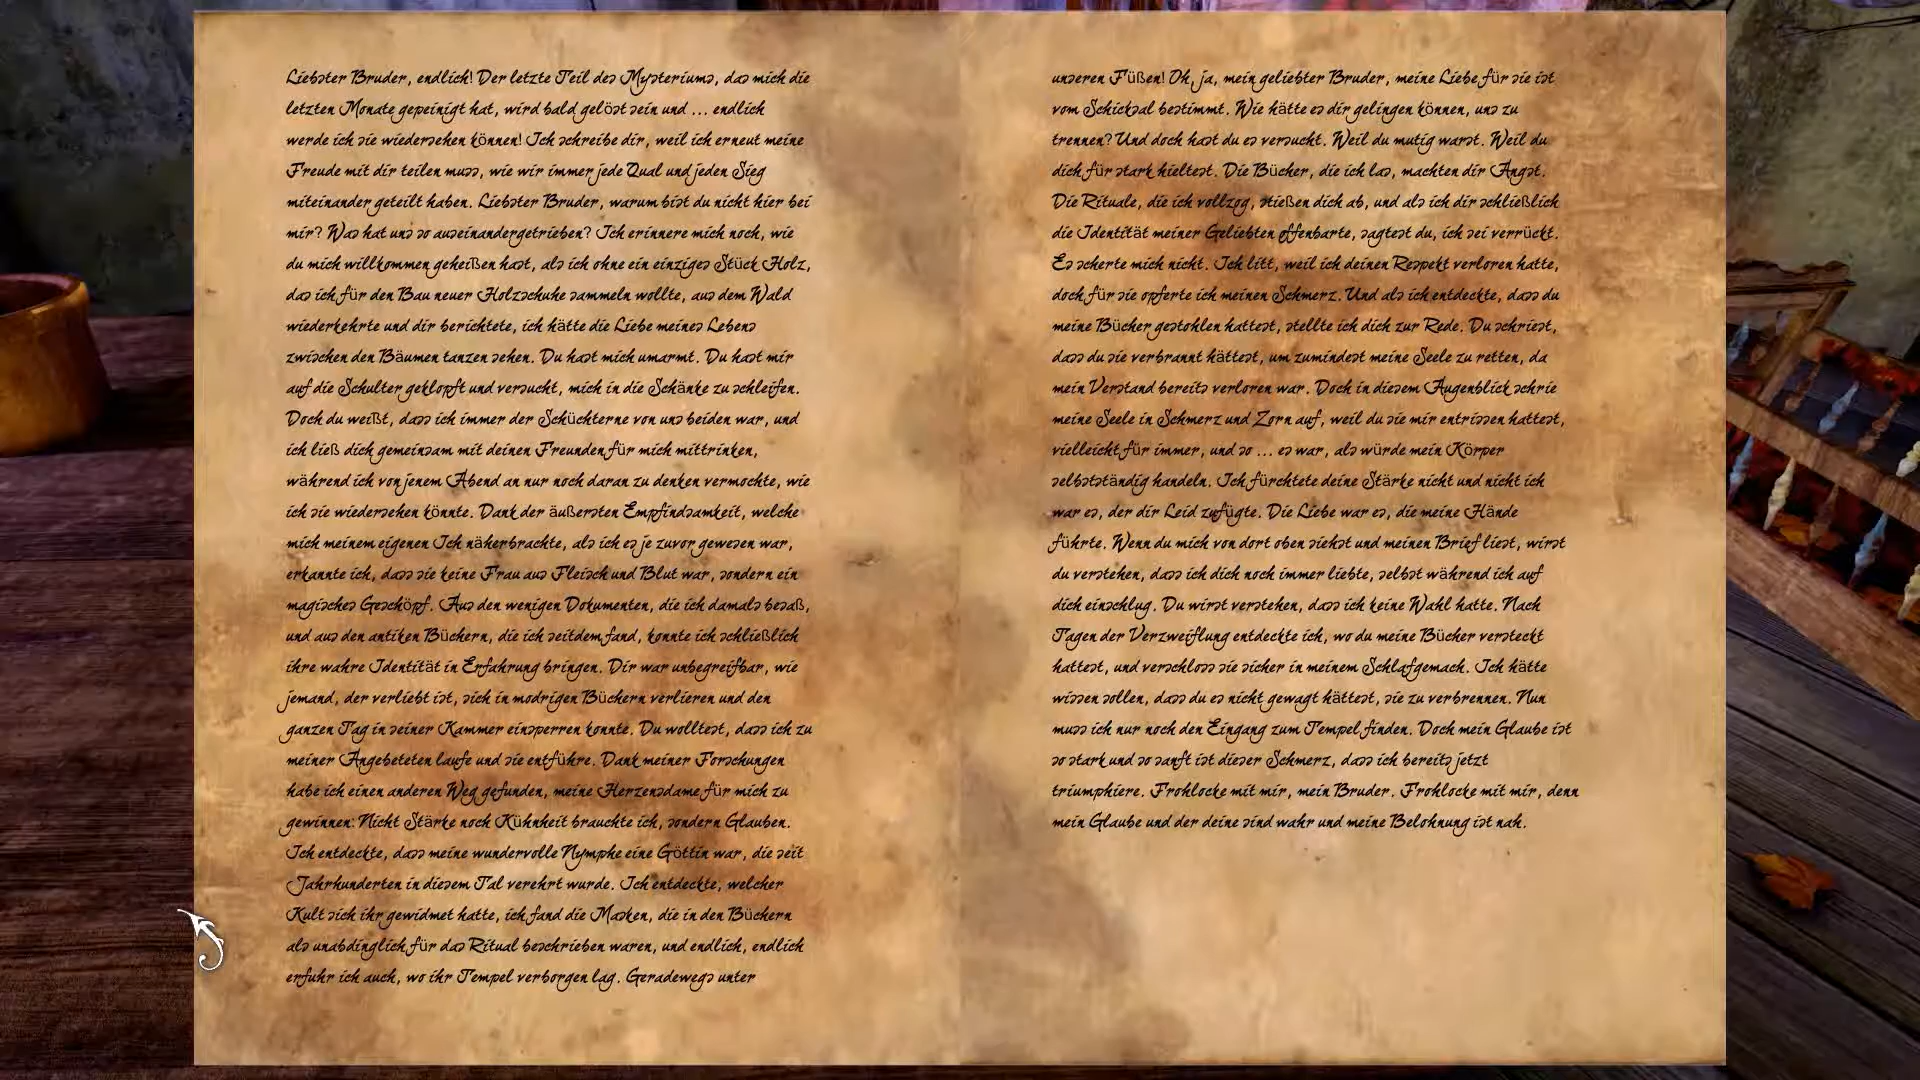 Liebster Bruder, endlich! Der letzte Teil des Mysteriums, das mich die
letzten Monate gepeinigt hat, wird bald gelöst sein und ... endlich
werde ich sie wiedersehen können! Ich schreibe dir, weil ich erneut meine
Freude mit dir teilen muss, wie wir immer jede Qual und jeden Sieg
miteinander geteilt haben. Liebster Bruder, warum bist du nicht hier bei
mir? Was hat uns so auseinandergetrieben? Ich erinnere mich noch, wie
du mich willkommen geheißen hast, als ich ohne ein einziges Stück Holz,
das ich für den Bau neuer Holzschuhe sammeln wollte, aus dem Wald
wiederkehrte und dir berichtete, ich hätte die Liebe meines Lebens
zwischen den Bäumen tanzen sehen. Du hast mich umarmt. Du hast mir
auf die Schulter geklopft und versucht, mich in die Schänke zu schleifen.
Doch du weißt, dass ich immer der Schüchterne von uns beiden war, und
ich ließ dich gemeinsam mit deinen Freunden für mich mittrinken,
während ich von jenem Abend an nur noch daran zu denken vermochte, wie
ich sie wiedersehen könnte. Dank der äußersten Empfindsamkeit, welche
mich meinem eigenen Ich näherbrachte, als ich es je zuvor gewesen war,
erkannte ich, dass sie keine Frau aus Fleisch und Blut war, sondern ein
magisches Geschöpf. Aus den wenigen Dokumenten, die ich damals besaß,
und aus den antiken Büchern, die ich seitdem fand, konnte ich schließlich
ihre wahre Identität in Erfahrung bringen. Dir war unbegreifbar, wie
jemand, der verliebt ist, sich in modrigen Büchern verlieren und den
ganzen Tag in seiner Kammer einsperren konnte. Du wolltest, dass ich zu
meiner Angebeteten laufe und sie entführe. Dank meiner Forschungen
habe ich einen anderen Weg gefunden, meine Herzensdame für mich zu
gewinnen: Nicht Stärke noch Kühnheit brauchte ich, sondern Glauben.
Ich entdeckte, dass meine wundervolle Nymphe eine Göttin war, die seit
Jahrhunderten in diesem Tal verehrt wurde. Ich entdeckte, welcher
Kult sich ihr gewidmet hatte, ich fand die Masken, die in den Büchern
als unabdinglich für das Ritual beschrieben waren, und endlich, endlich
erfuhr ich auch, wo ihr Tempel verborgen lag. Geradewegs unter
unseren Füßen! Oh, ja, mein geliebter Bruder, meine Liebe für sie ist
vom Schicksal bestimmt. Wie hätte es dir gelingen können, uns zu
trennen? Und doch hast du es versucht. Weil du mutig warst. Weil du
dich für stark hieltest. Die Bücher, die ich las, machten dir Angst.
Die Rituale, die ich vollzog, stießen dich ab, und als ich dir schließlich
die Identität meiner Geliebten offenbarte, sagtest du, ich sei verrückt.
Es scherte mich nicht. Ich litt, weil ich deinen Respekt verloren hatte,
doch für sie opferte ich meinen Schmerz. Und als ich entdeckte, dass du
meine Bücher gestohlen hattest, stellte ich dich zur Rede. Du schriest,
dass du sie verbrannt hättest, um zumindest meine Seele zu retten, da
mein Verstand bereits verloren war. Doch in diesem Augenblick schrie
meine Seele in Schmerz und Zorn auf, weil du sie mir entrissen hattest,
vielleicht für immer, und so ... es war, als würde mein Körper
selbstständig handeln. Ich fürchtete deine Stärke nicht und nicht ich
war es, der dir Leid zufügte. Die Liebe war es, die meine Hände
führte. Wenn du mich von dort oben siehst und meinen Brief liest, wirst
du verstehen, dass ich dich noch immer liebte, selbst während ich auf
dich einschlug. Du wirst verstehen, dass ich keine Wahl hatte. Nach
Tagen der Verzweiflung entdeckte ich, wo du meine Bücher versteckt
hattest, und verschloss sie sicher in meinem Schlafgemach. Ich hätte
wissen sollen, dass du es nicht gewagt hättest, sie zu verbrennen. Nun
muss ich nur noch den Eingang zum Tempel finden. Doch mein Glaube ist
so stark und so sanft ist dieser Schmerz, dass ich bereits jetzt
triumphiere. Frohlocke mit mir, mein Bruder. Frohlocke mit mir, denn
mein Glaube und der deine sind wahr und meine Belohnung ist nah.